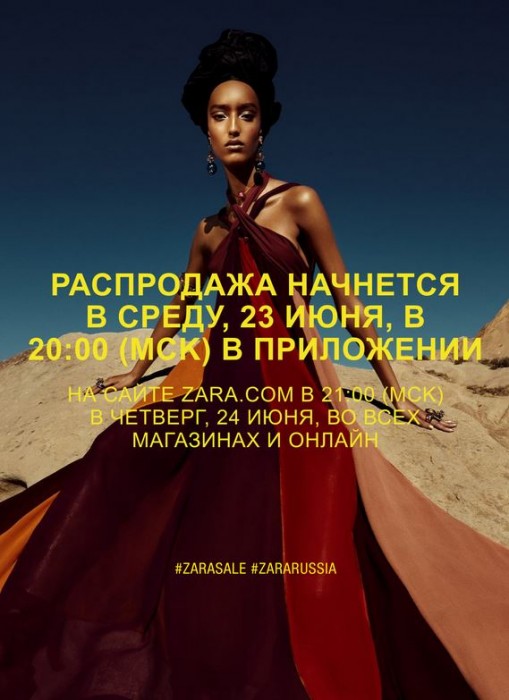 РАСПРОДАЖА НАЧНЕТСЯ
В СРЕДУ, 23 ИЮНЯ, В
20:00 (МСК) В ПРИЛОЖЕНИИ
НА САЙТЕ ZARA.COM В 21:00 (МСК)
В ЧЕТВЕРГ, 24 ИЮНЯ, ВО ВСЕХ
МАГАЗИНАХ И ОНЛАЙН
#ZARASALE #ZARARUSSIA